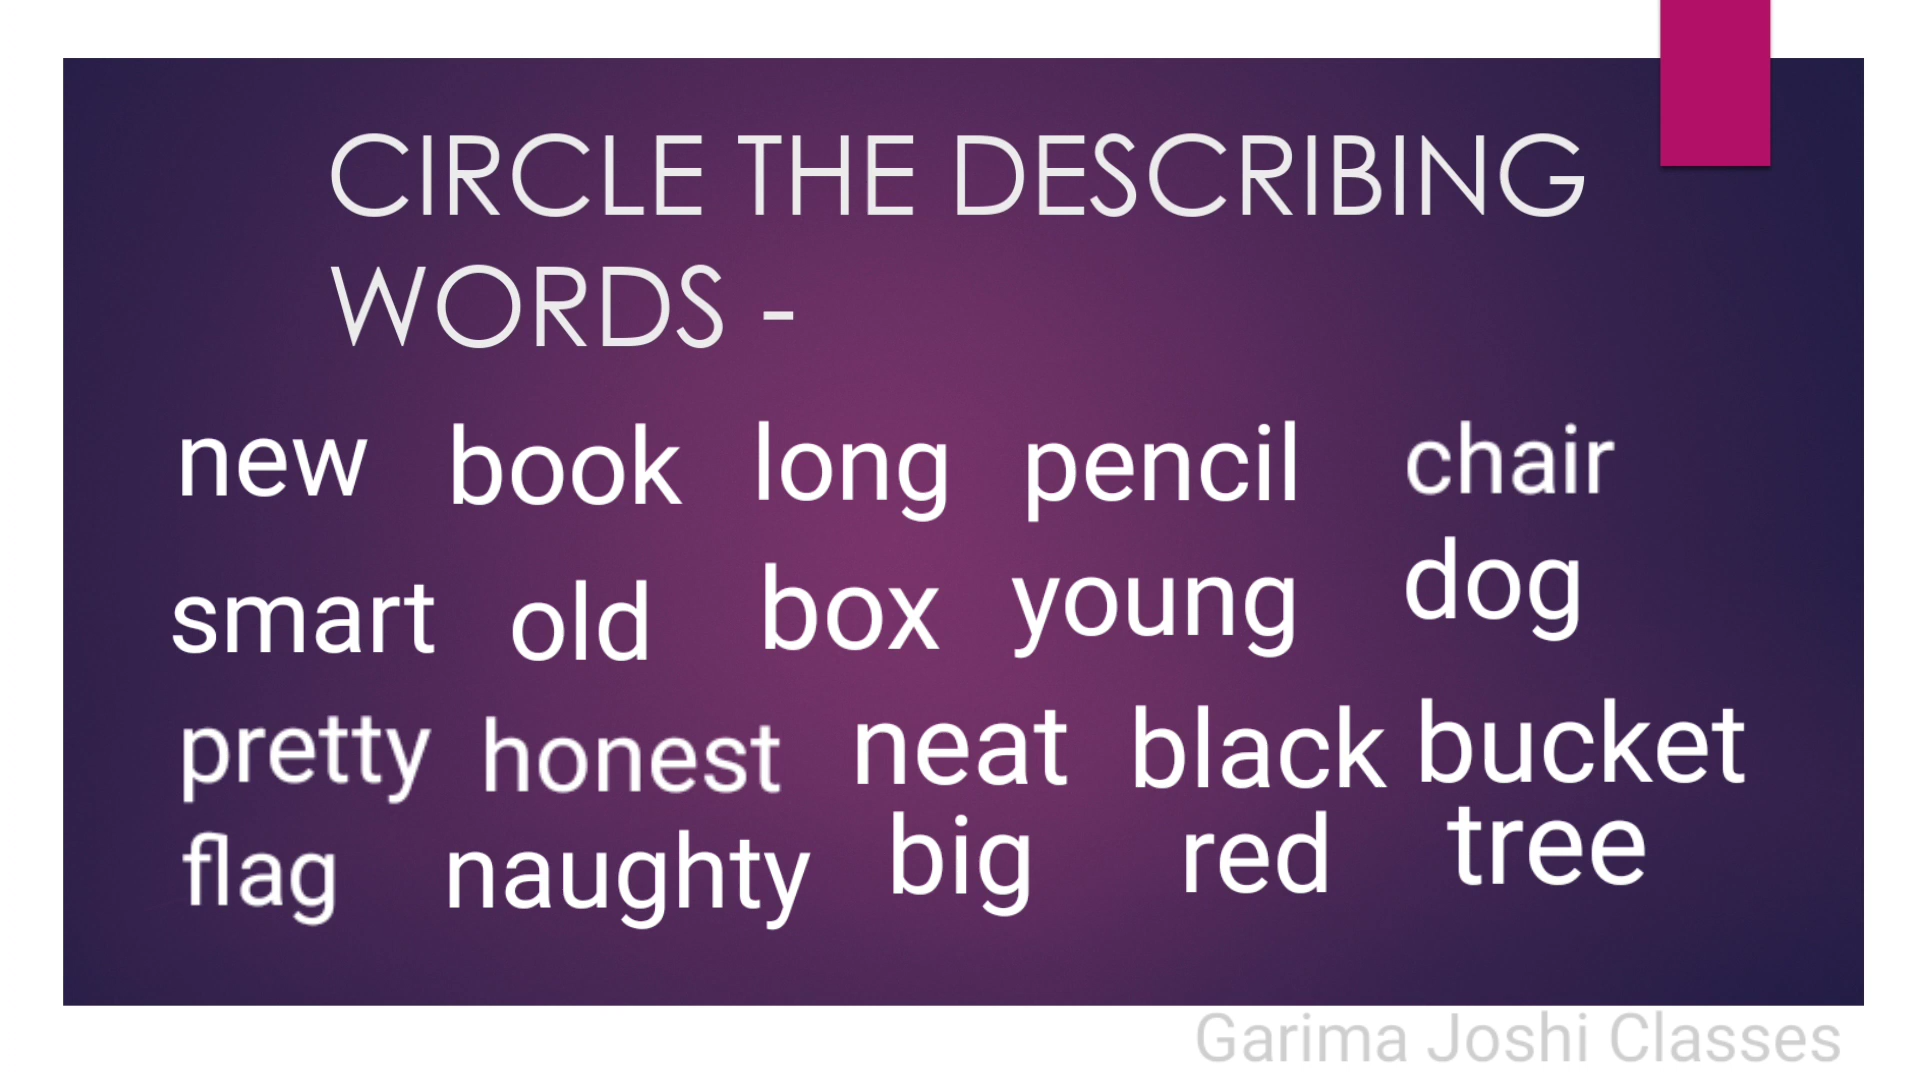 CIRCLE THE DESCRIBING
WORDS -
new book long pencil chair
smart old box young dog
pretty honest neat black bucket
flag naughty big red tree
Garima Joshi Classes